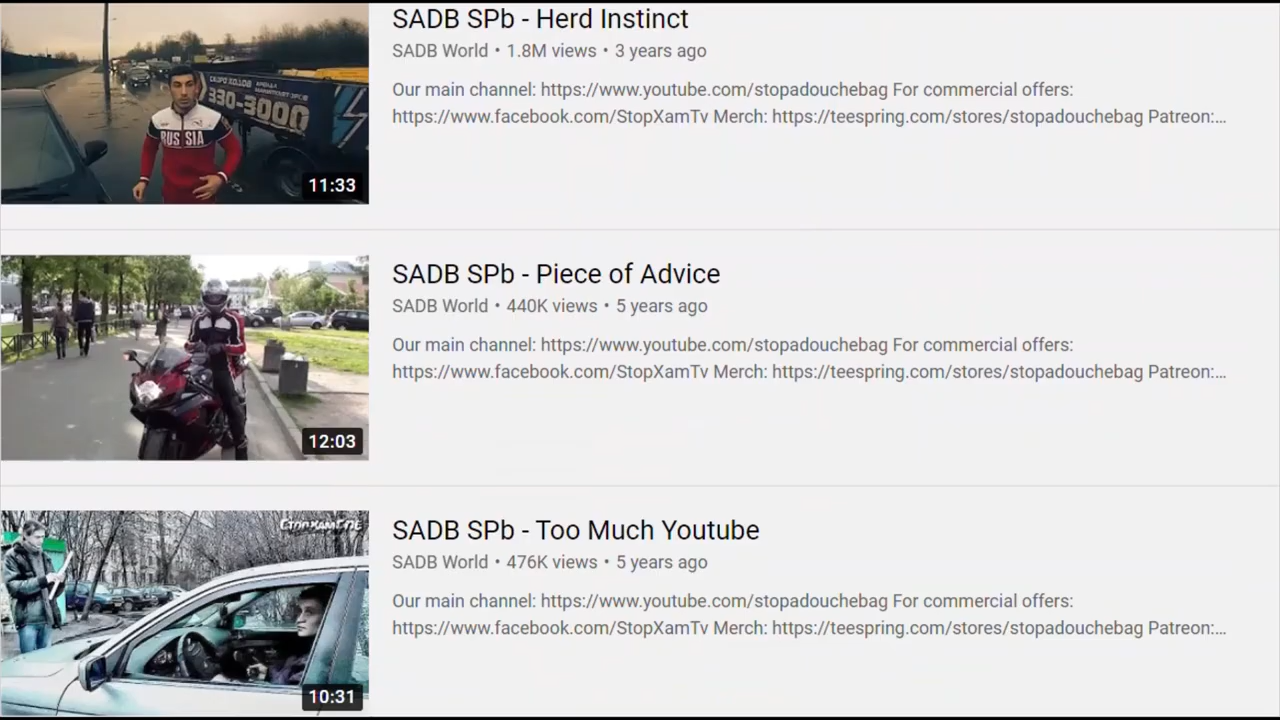 SADB SPb - Herd Instinct
SADB World • 1.8M views • 3 years ago
Our main channel: https://www.youtube.com/stopadouchebag For commercial offers:
https://www.facebook.com/StopXamTv Merch: https://teespring.com/stores/stopadouchebag Patreon:...
330-3000
RUS SIA
11:33
SADB SPb - Piece of Advice
SADB World • 440K views • 5 years ago
Our main channel: https://www.youtube.com/stopadouchebag For commercial offers:
https://www.facebook.com/StopXamTv Merch: https://teespring.com/stores/stopadouchebag Patreon:...
12:03
СтопХамСПб
SADB SPb - Too Much Youtube
SADB World • 476K views • 5 years ago
Our main channel: https://www.youtube.com/stopadouchebag For commercial offers:
https://www.facebook.com/StopXamTv Merch: https://teespring.com/stores/stopadouchebag Patreon:...
10:31